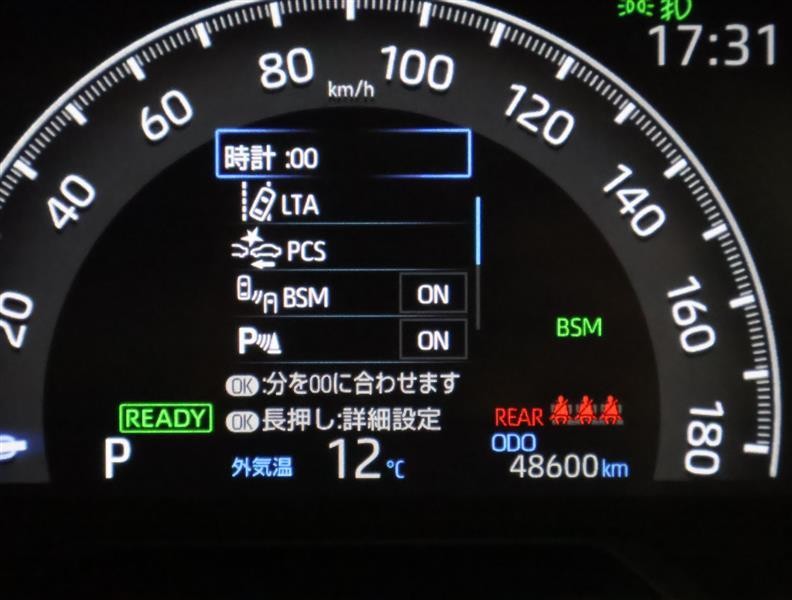 17:31
80
100
km/h
60
120
時計 :00
40
LTA
140
PCS
BSM ON
20
160
BSM
P ON
OK :分を00に合わせます
READY
OK 長押し:詳細設定
REAR
180
P
ODO
外気温 12 °C
48600 km